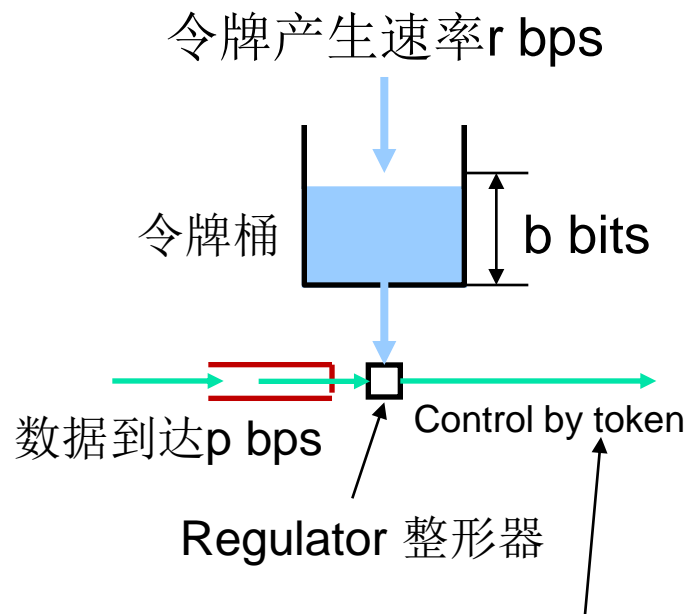 令牌产生速率r bps
令牌桶
b bits
数据到达p bps
Control by token
Regulator 整形器